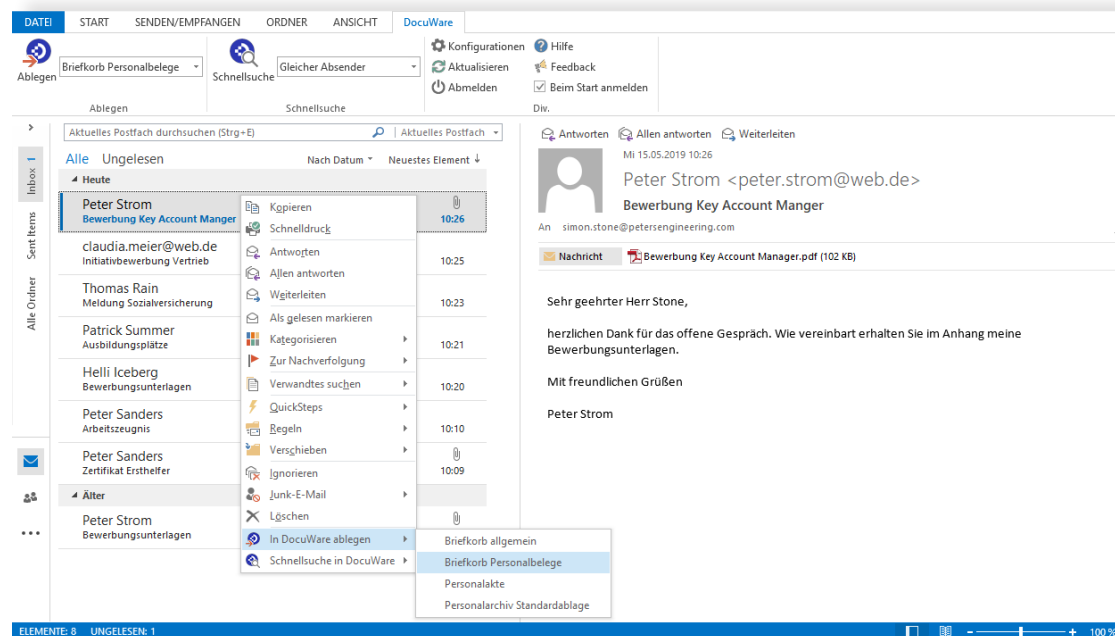 DATEI START SENDEN/EMPFANGEN ORDNER ANSICHT DocuWare
Ablegen
Briefkorb Personalbelege
Ablegen
Schnellsuche
Gleicher Absender
Schnellsuche
Konfigurationen
Aktualisieren
Abmelden
Hilfe
Feedback
Beim Start anmelden
Div.
Inbox 1
Sent Items
Alle Ordner
Aktuelles Postfach durchsuchen (Strg+E) Aktuelles Postfach
Alle Ungelesen Nach Datum Neuestes Element
Heute
Peter Strom
Bewerbung Key Account Manger 10:26
claudia.meier@web.de
Initiativbewerbung Vertrieb 10:25
Thomas Rain
Meldung Sozialversicherung 10:23
Patrick Summer
Ausbildungsplätze 10:21
Helli Iceberg
Bewerbungsunterlagen 10:20
Peter Sanders
Arbeitszeugnis 10:10
Peter Sanders
Zertifikat Ersthelfer 10:09
Älter
Peter Strom
Bewerbungsunterlagen
Kopieren
Schnelldruck
Antworten
Allen antworten
Weiterleiten
Als gelesen markieren
Kategorisieren
Zur Nachverfolgung
Verwandtes suchen
QuickSteps
Regeln
Verschieben
Ignorieren
Junk-E-Mail
Löschen
In DocuWare ablegen
Schnellsuche in DocuWare
Briefkorb allgemein
Briefkorb Personalbelege
Personalakte
Personalarchiv Standardablage
Antworten Allen antworten Weiterleiten
Mi 15.05.2019 10:26
Peter Strom <peter.strom@web.de>
Bewerbung Key Account Manger
An simon.stone@petersengineering.com
Nachricht Bewerbung Key Account Manager.pdf (102 KB)
Sehr geehrter Herr Stone,
herzlichen Dank für das offene Gespräch. Wie vereinbart erhalten Sie im Anhang meine
Bewerbungsunterlagen.
Mit freundlichen Grüßen
Peter Strom
ELEMENTE: 8 UNGELESEN: 1 100 %